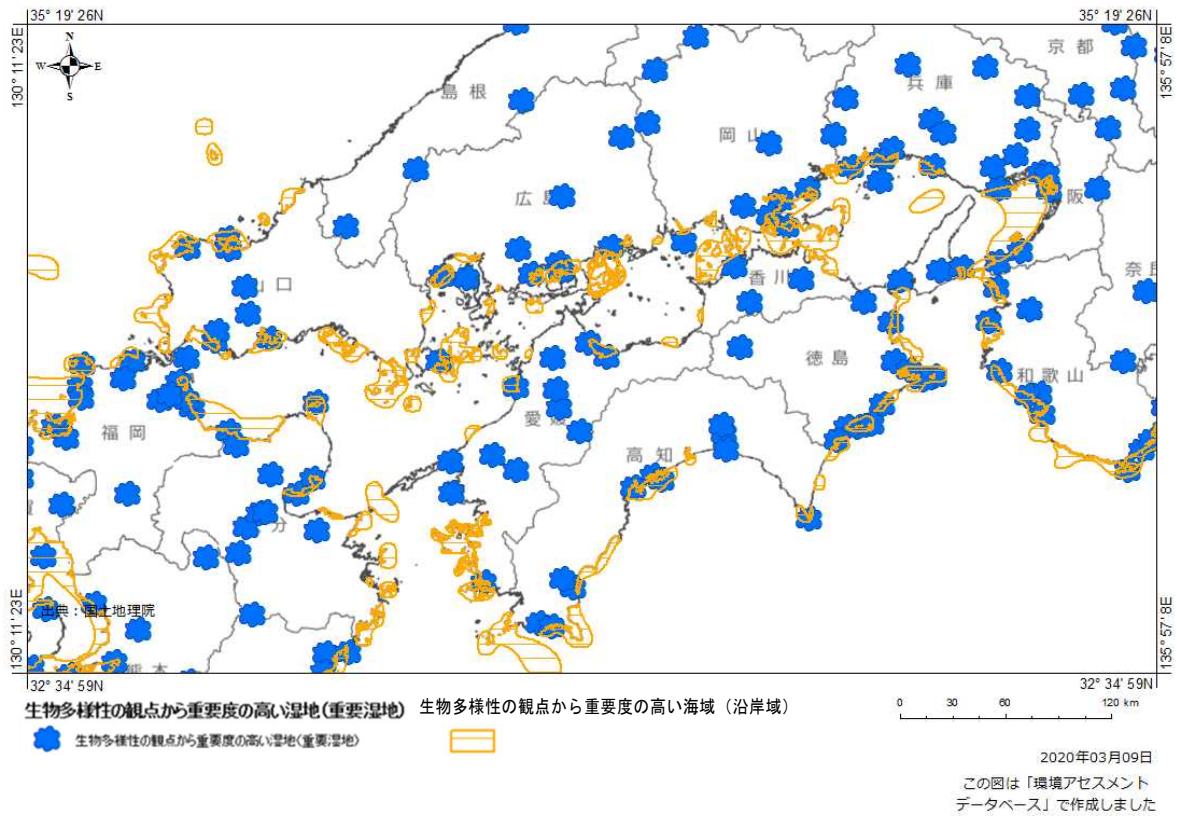 35° 19' 26N
35° 19' 26N
130° 11' 23E
135° 57' 8E
N
W
E
S
京都
兵庫
島根
岡山
広島
阪
香川
奈良
山口
徳島
和歌山
愛媛
福岡
高知
分
出典：国土地理院
熊本
130° 11' 23E
135° 57' 8E
32° 34' 59N
32° 34' 59N
生物多様性の観点から重要度の高い湿地（重要湿地）
生物多様性の観点から重要度の高い海域（沿岸域）
生物多様性の観点から重要度の高い湿地（重要湿地）
0 30 60 120 km
2020年03月09日
この図は「環境アセスメント
データベース」で作成しました